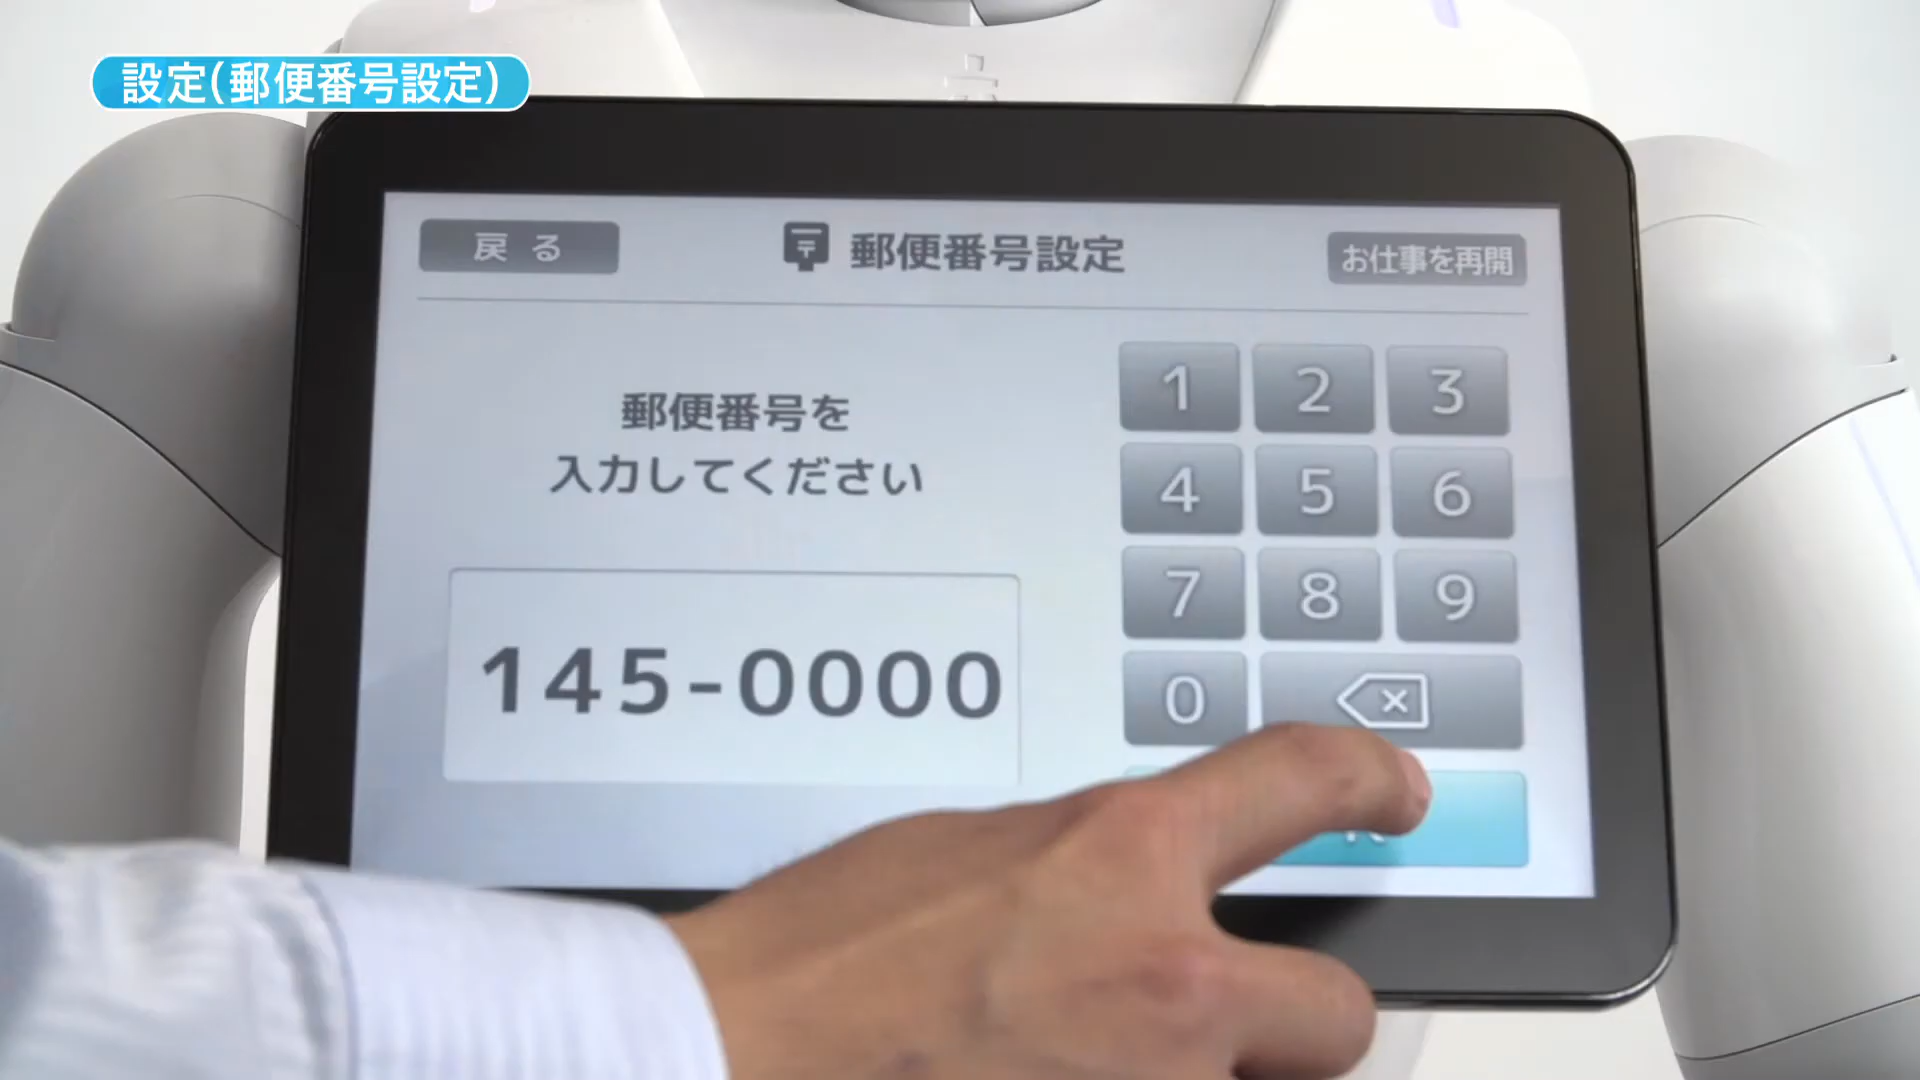 設定(郵便番号設定)
戻る
郵便番号設定
お仕事を再開
郵便番号を
入力してください
145-0000
1 2 3
4 5 6
7 8 9
0